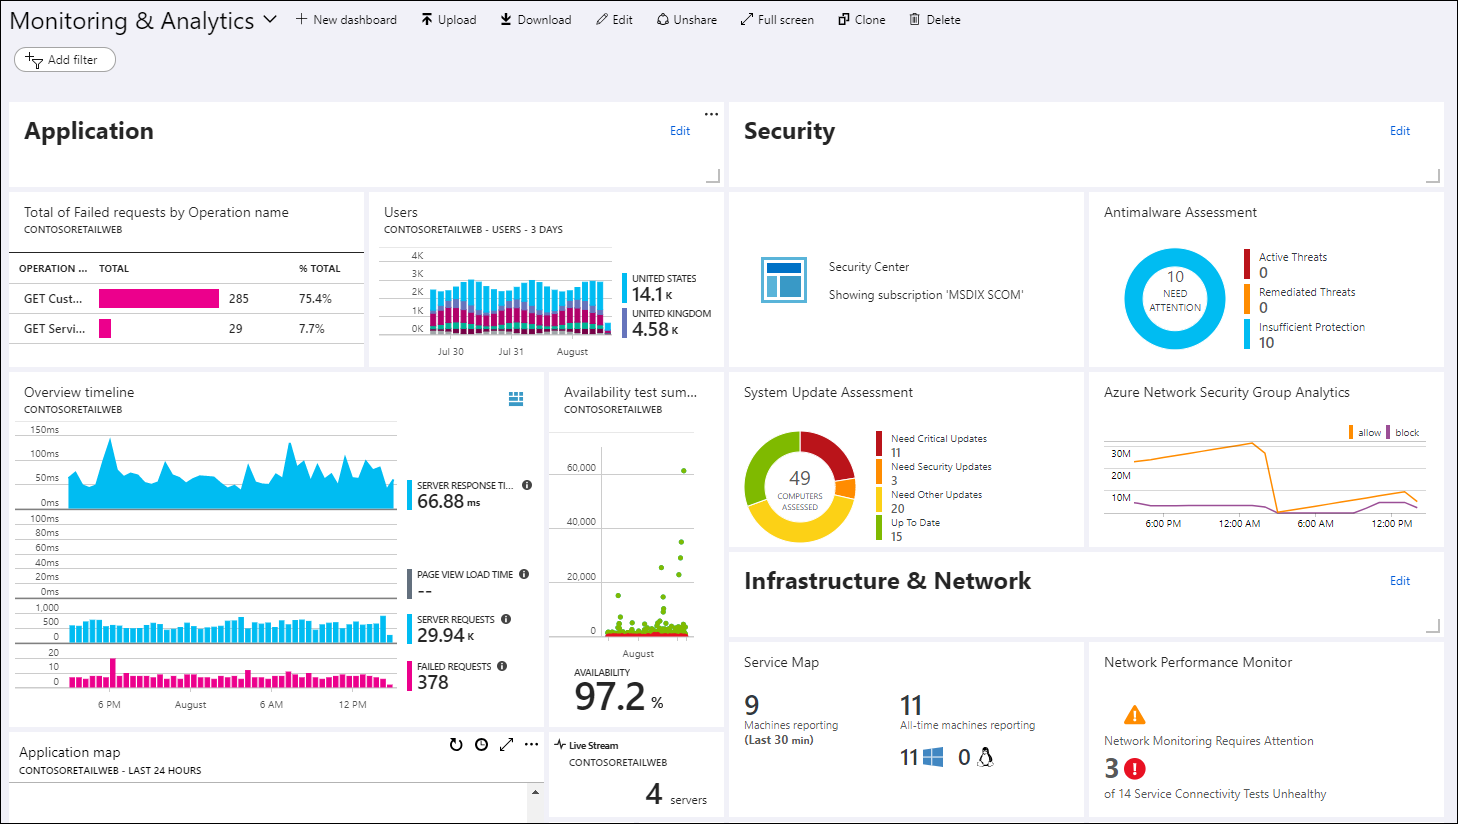 Monitoring & Analytics
New dashboard
Upload
Download
Edit
Unshare
Full screen
Clone
Delete
Add filter
Application
Edit
Security
Edit
Total of Failed requests by Operation name
CONTOSORETAILWEB
OPERATION ...
TOTAL
% TOTAL
GET Cust...
285
75.4%
GET Servi...
29
7.7%
Users
CONTOSORETAILWEB - USERS - 3 DAYS
4K
3K
2K
1K
0K
Jul 30
Jul 31
August
UNITED STATES
14.1 K
UNITED KINGDOM
4.58 K
Security Center
Showing subscription 'MSDIX SCOM'
Antimalware Assessment
10
NEED
ATTENTION
Active Threats
0
Remediated Threats
0
Insufficient Protection
10
Overview timeline
CONTOSORETAILWEB
150ms
100ms
50ms
0ms
100ms
80ms
60ms
40ms
20ms
0ms
1,000
500
0
20
10
0
6 PM
August
6 AM
12 PM
SERVER RESPONSE TI...
66.88 ms
PAGE VIEW LOAD TIME
--
SERVER REQUESTS
29.94 K
FAILED REQUESTS
378
Availability test sum...
CONTOSORETAILWEB
60,000
40,000
20,000
0
August
AVAILABILITY
97.2 %
System Update Assessment
49
COMPUTERS
ASSESSED
Need Critical Updates
11
Need Security Updates
3
Need Other Updates
20
Up To Date
15
Azure Network Security Group Analytics
allow
block
30M
20M
10M
6:00 PM
12:00 AM
6:00 AM
12:00 PM
Infrastructure & Network
Edit
Service Map
9
Machines reporting
(Last 30 min)
11
All-time machines reporting
11
0
Network Performance Monitor
Network Monitoring Requires Attention
3
of 14 Service Connectivity Tests Unhealthy
Application map
CONTOSORETAILWEB - LAST 24 HOURS
Live Stream
CONTOSORETAILWEB
4 servers